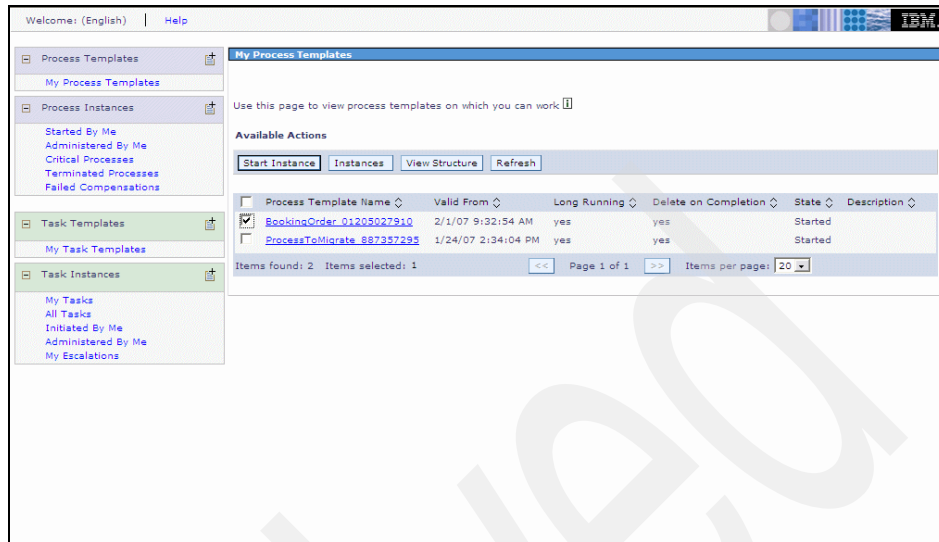 Welcome: (English) Help
IBM.
Process Templates
My Process Templates
Process Instances
Started By Me
Administered By Me
Critical Processes
Terminated Processes
Failed Compensations
Task Templates
My Task Templates
Task Instances
My Tasks
All Tasks
Initiated By Me
Administered By Me
My Escalations
My Process Templates
Use this page to view process templates on which you can work i
Available Actions
Start Instance Instances View Structure Refresh
Process Template Name Valid From Long Running Delete on Completion State Description
BookingOrder_01205027910 2/1/07 9:32:54 AM yes yes Started
ProcessToMigrate_887357295 1/24/07 2:34:04 PM yes yes Started
Items found: 2 Items selected: 1 << Page 1 of 1 >> Items per page: 20